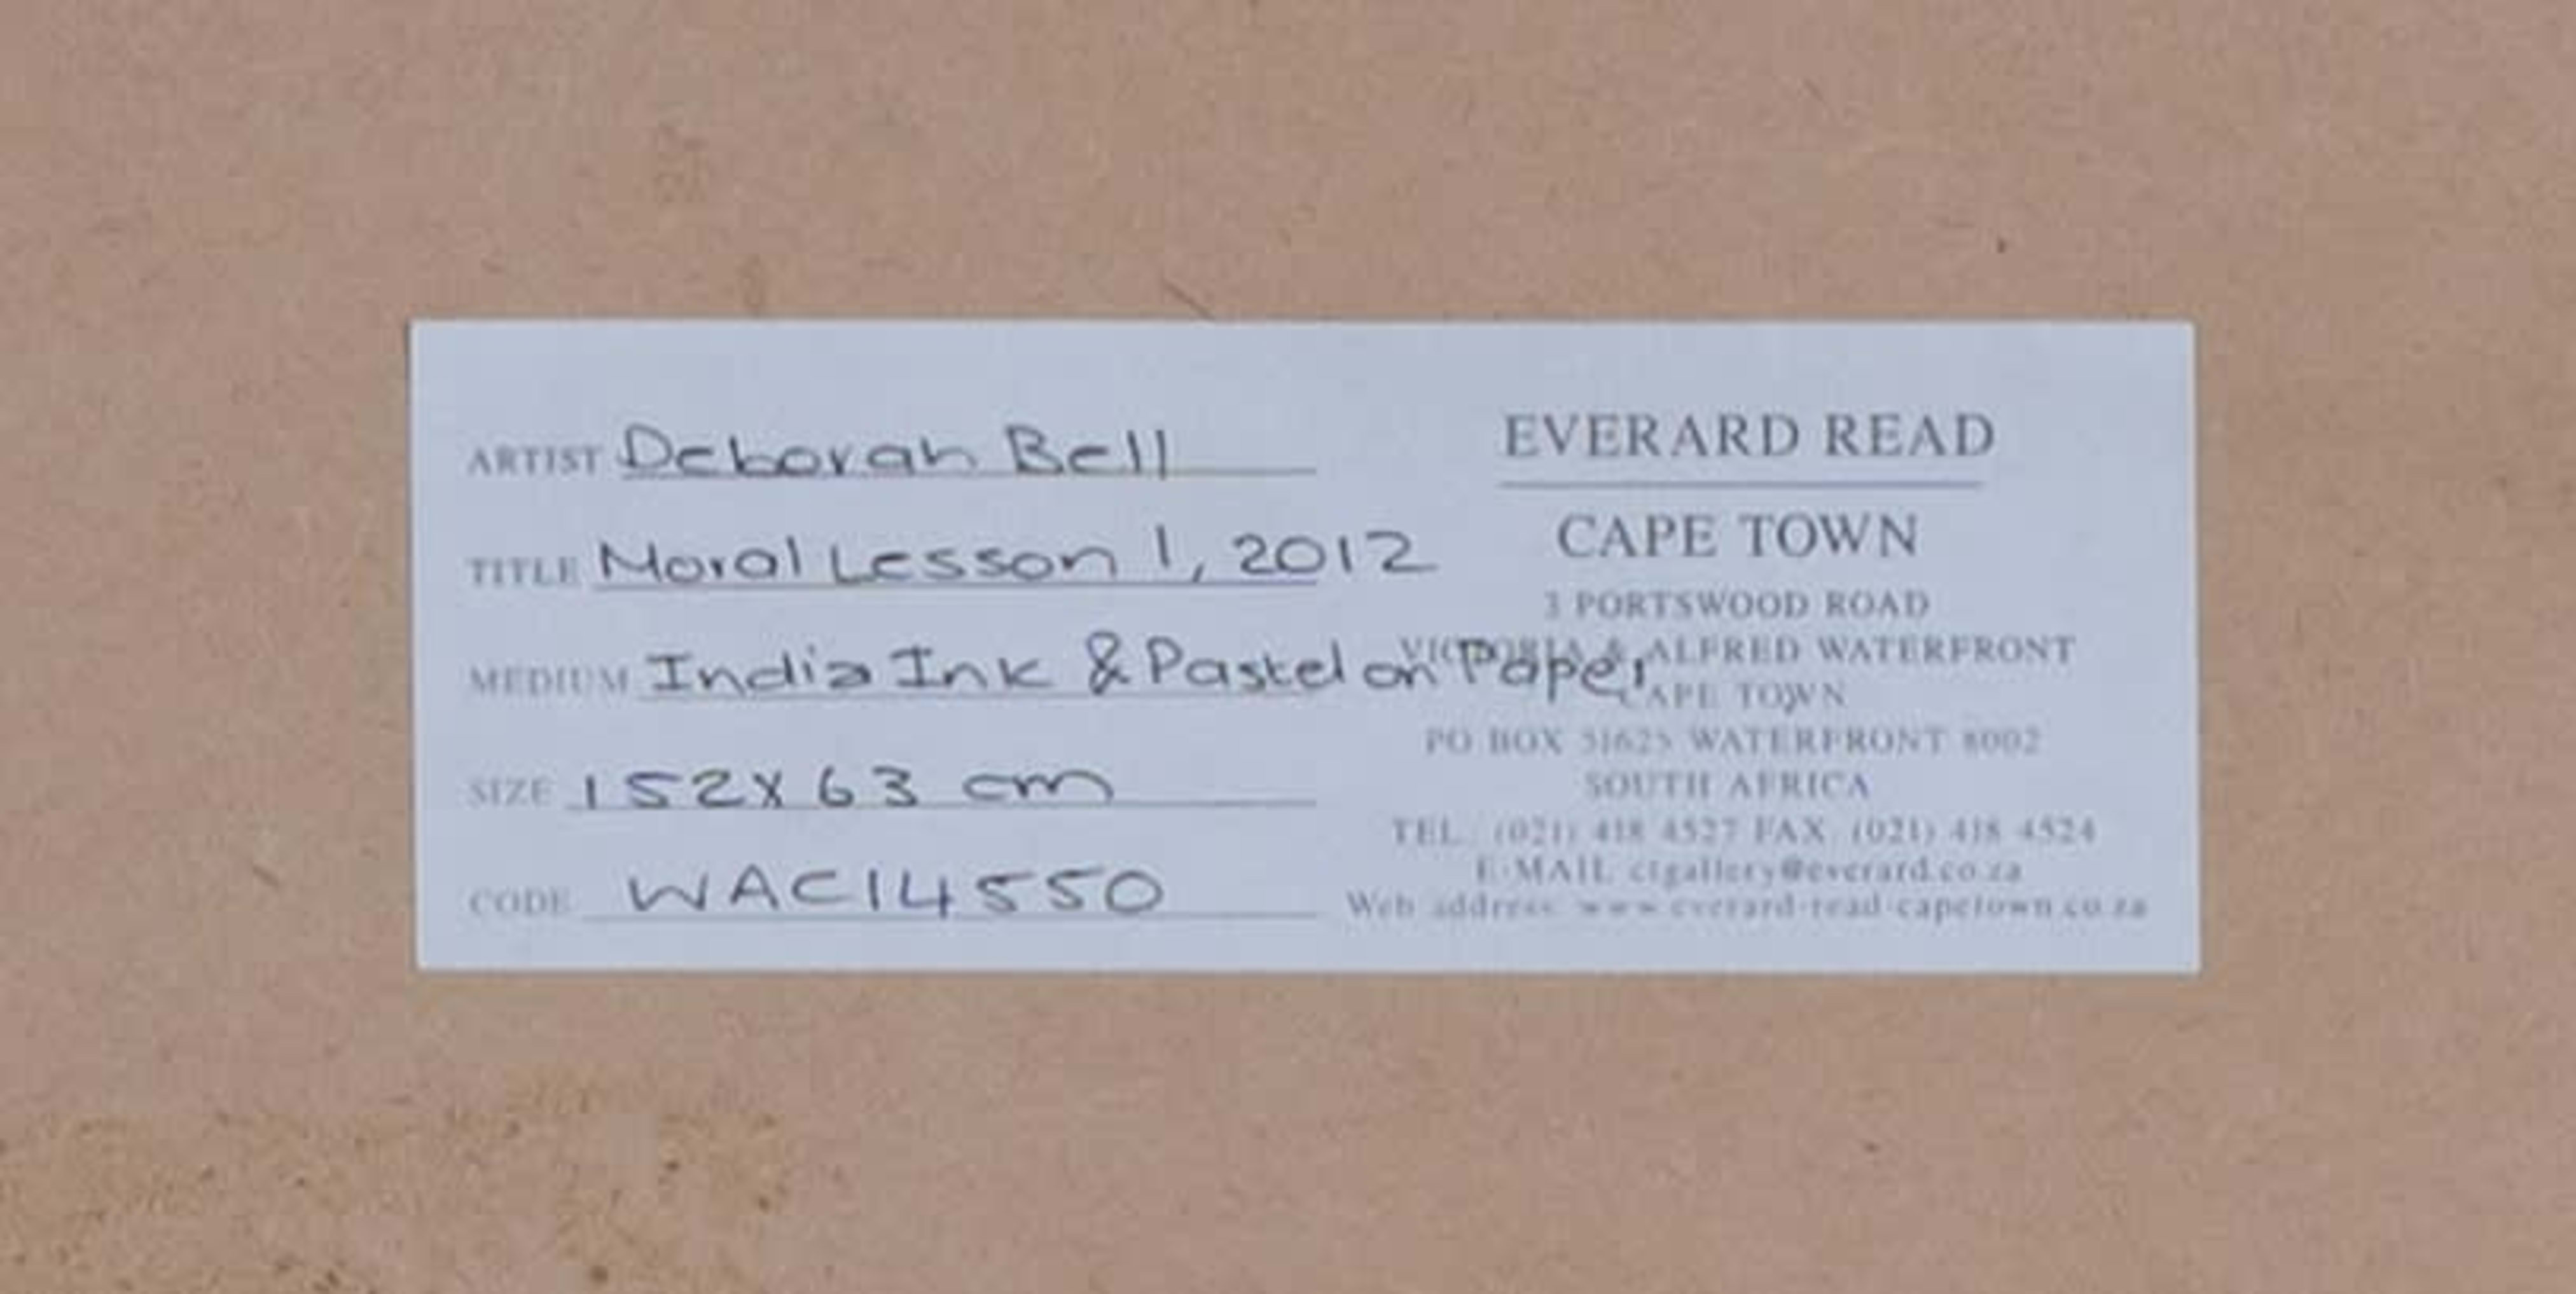 ARTIST Deborah Bell
TITLE Moral Lesson 1, 2012
MEDIUM India Ink & Pastel on Paper
SIZE 152X63 cm
CODE WAC14550
EVERARD READ
CAPE TOWN
3 PORTSWOOD ROAD
VICTORIA & ALFRED WATERFRONT
CAPE TOWN
PO BOX 51625 WATERFRONT 8002
SOUTH AFRICA
TEL. (021) 418 4527 FAX. (021) 418 4524
E-MAIL ctgallery@everard.co.za
Web address: www.everard-read-capetown.co.za